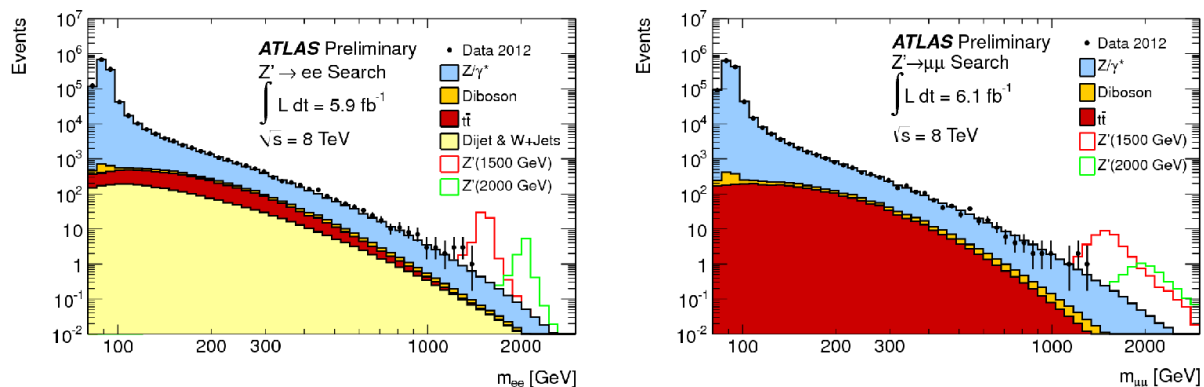 Events
10⁷
10⁶
10⁵
10⁴
10³
10²
10
1
10⁻¹
10⁻²
ATLAS Preliminary
Z' → ee Search
∫ L dt = 5.9 fb⁻¹
√s = 8 TeV
Data 2012
Z/γ*
Diboson
tt̄
Dijet & W+Jets
Z'(1500 GeV)
Z'(2000 GeV)
100 200 300 1000 2000
m_ee [GeV]
Events
10⁷
10⁶
10⁵
10⁴
10³
10²
10
1
10⁻¹
10⁻²
ATLAS Preliminary
Z'→μμ Search
∫ L dt = 6.1 fb⁻¹
√s = 8 TeV
Data 2012
Z/γ*
Diboson
tt̄
Z'(1500 GeV)
Z'(2000 GeV)
100 200 300 1000 2000
m_μμ [GeV]